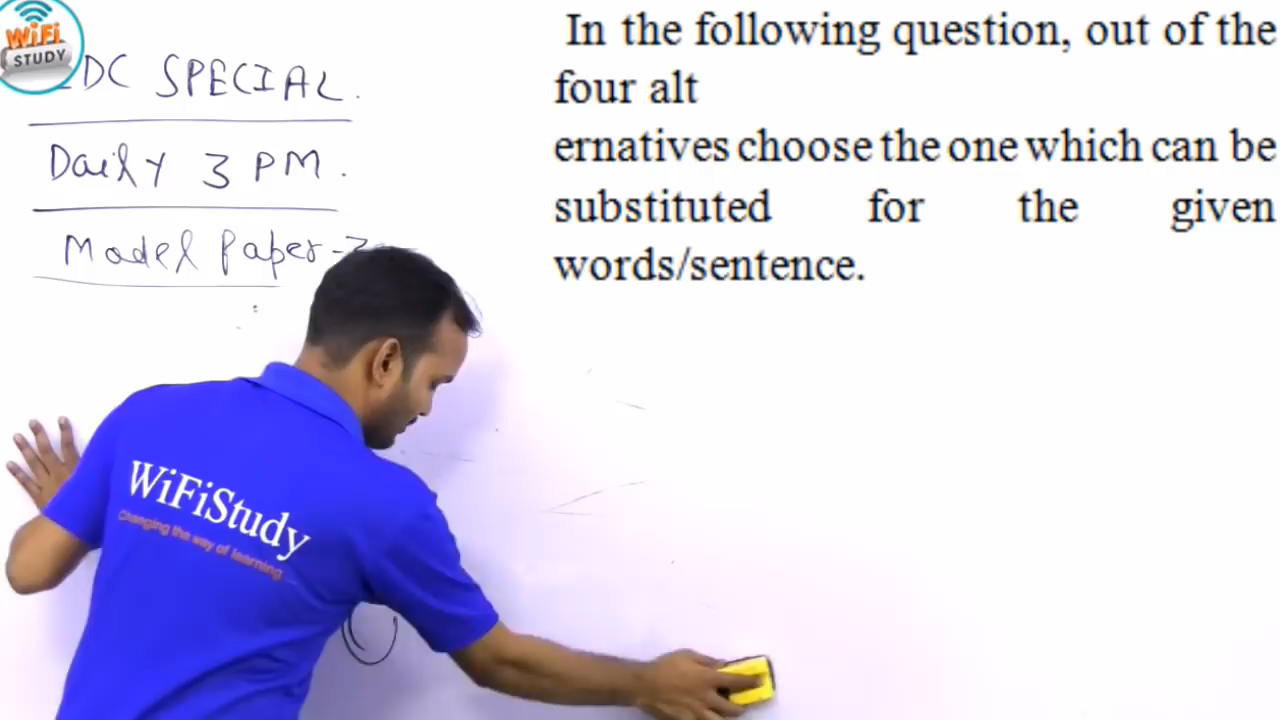 WiFi
STUDY
LDC SPECIAL.
Daily 3 PM.
Model Paper -
In the following question, out of the
four alt
ernatives choose the one which can be
substituted for the given
words/sentence.
WiFiStudy
Changing the way of learning...